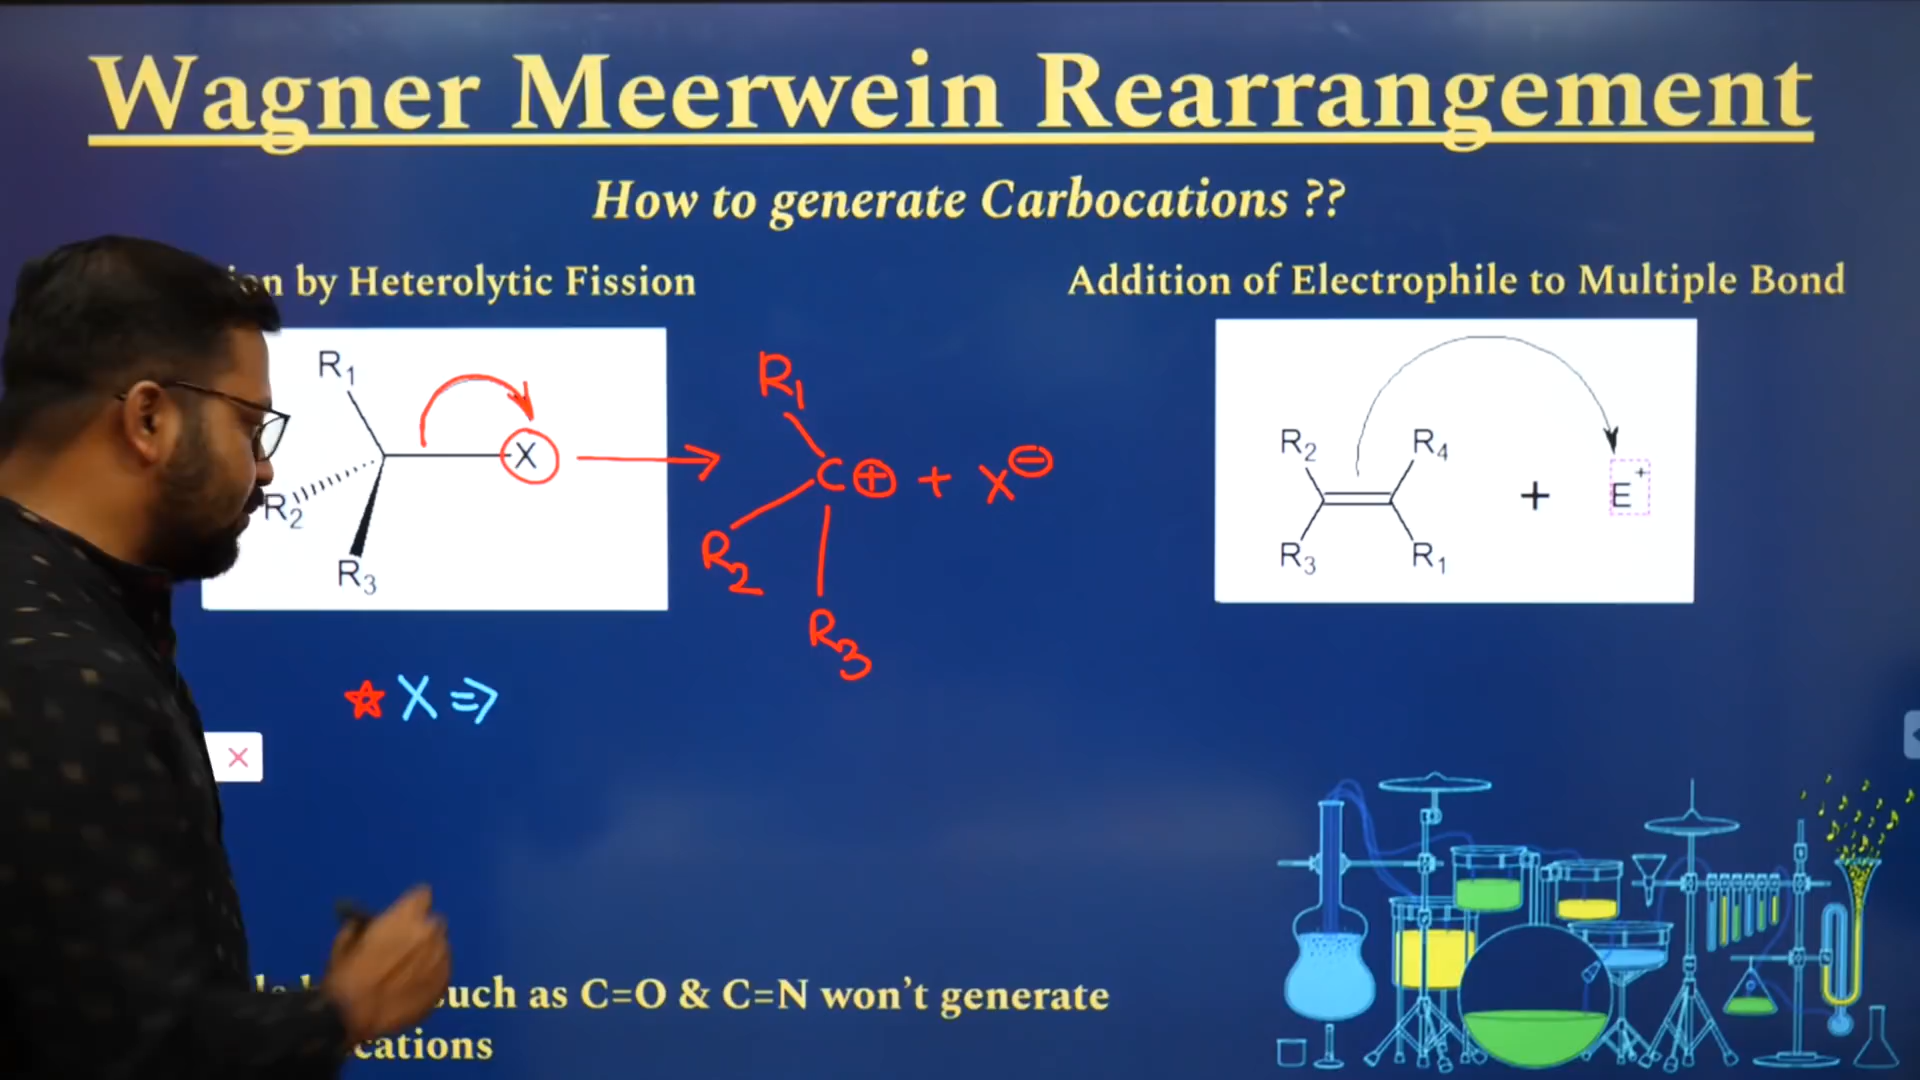 Wagner Meerwein Rearrangement
How to generate Carbocations ??
by Heterolytic Fission
Addition of Electrophile to Multiple Bond
R1
X
R2
R3
R1
C ⊕ + X⊖
R2
R3
R2
R4
+ E+
R3
R1
☆ X ⇒
such as C=O & C=N won't generate